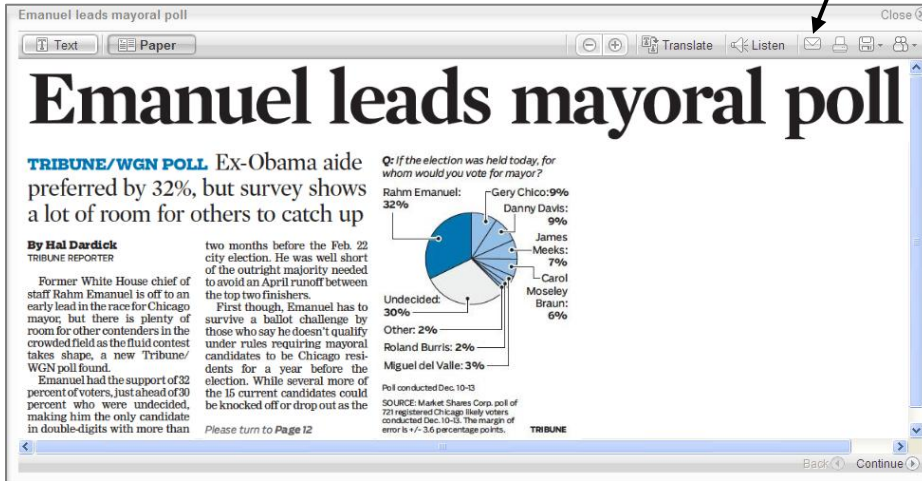 Emanuel leads mayoral poll
Close
Text
Paper
Translate
Listen
Emanuel leads mayoral poll
TRIBUNE/WGN POLL Ex-Obama aide
preferred by 32%, but survey shows
a lot of room for others to catch up
By Hal Dardick
TRIBUNE REPORTER
Former White House chief of
staff Rahm Emanuel is off to an
early lead in the race for Chicago
mayor, but there is plenty of
room for other contenders in the
crowded field as the fluid contest
takes shape, a new Tribune/
WGN poll found.
Emanuel had the support of 32
percent of voters, just ahead of 30
percent who were undecided,
making him the only candidate
in double-digits with more than
two months before the Feb. 22
city election. He was well short
of the outright majority needed
to avoid an April runoff between
the top two finishers.
First though, Emanuel has to
survive a ballot challenge by
those who say he doesn't qualify
under rules requiring mayoral
candidates to be Chicago resi-
dents for a year before the
election. While several more of
the 15 current candidates could
be knocked off or drop out as the
Please turn to Page 12
Q: If the election was held today, for
whom would you vote for mayor?
Rahm Emanuel:
32%
Gery Chico: 9%
Danny Davis:
9%
James
Meeks:
7%
Carol
Moseley
Braun:
6%
Undecided:
30%
Other: 2%
Roland Burris: 2%
Miguel del Valle: 3%
Poll conducted Dec. 10-13
SOURCE: Market Shares Corp. poll of
721 registered Chicago likely voters
conducted Dec. 10-13. The margin of
error is +/- 3.6 percentage points.
TRIBUNE
Back
Continue